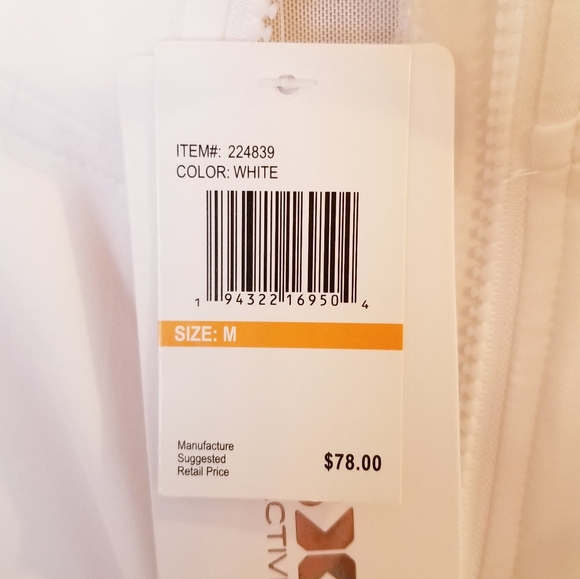 ITEM#: 224839
COLOR: WHITE
1 94322 16950 4
SIZE: M
Manufacture
Suggested
Retail Price
$78.00